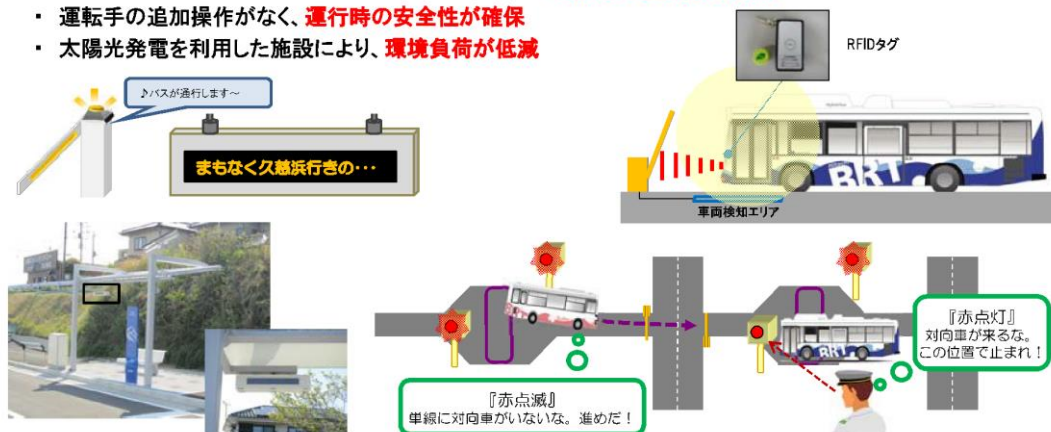 ・ 運転手の追加操作がなく、運行時の安全性が確保
・ 太陽光発電を利用した施設により、環境負荷が低減
♪バスが通行します～
まもなく久慈浜行きの・・・
RFIDタグ
BRT
車両検知エリア
『赤点滅』
単線に対向車がいないな。進めだ！
BRT
『赤点灯』
対向車が来るな。
この位置で止まれ！